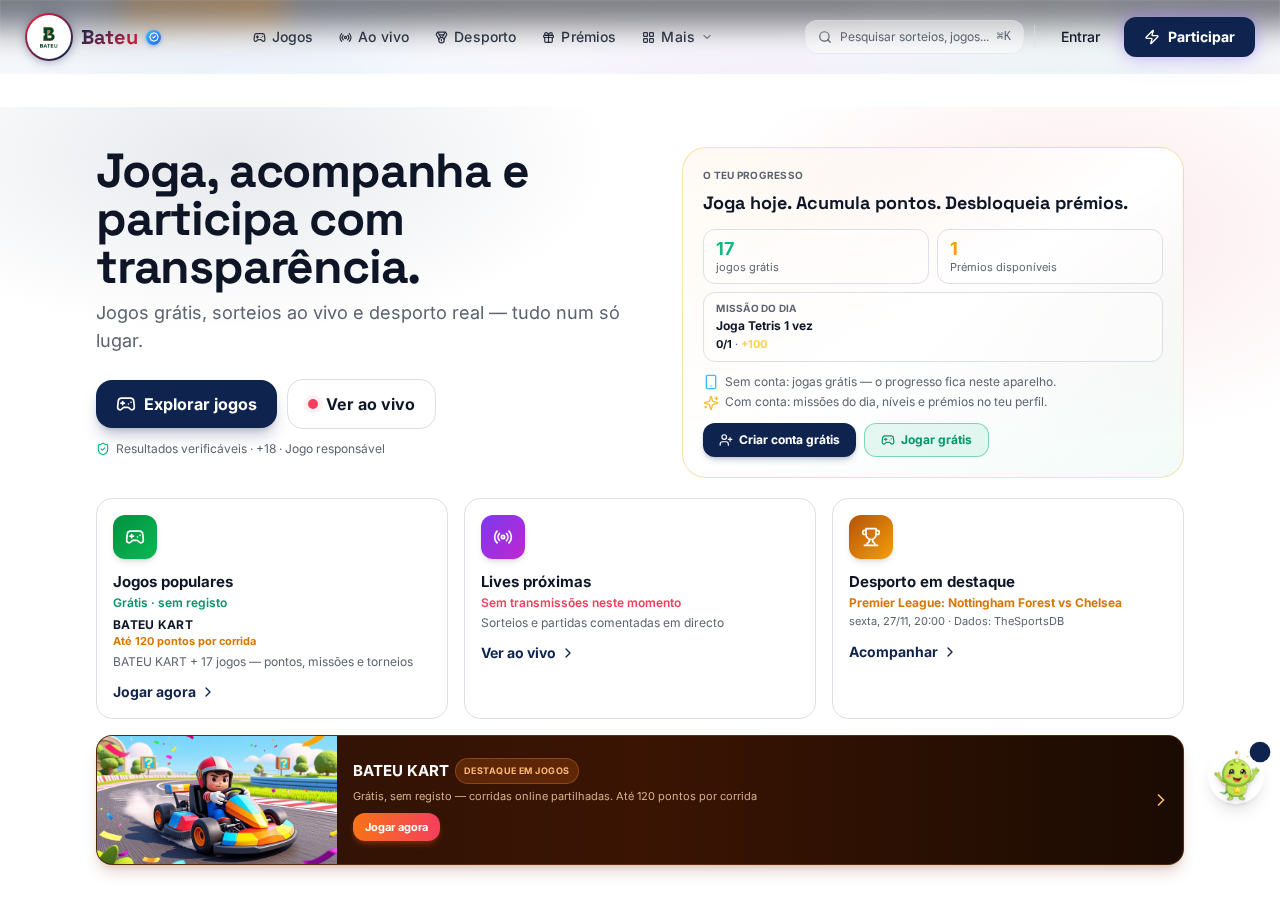 B
BATEU
Bateu
Jogos
Ao vivo
Desporto
Prémios
Mais
Pesquisar sorteios, jogos... ⌘K
Entrar
Participar
Joga, acompanha e
participa com
transparência.
Jogos grátis, sorteios ao vivo e desporto real — tudo num só
lugar.
Explorar jogos
Ver ao vivo
Resultados verificáveis · +18 · Jogo responsável
O TEU PROGRESSO
Joga hoje. Acumula pontos. Desbloqueia prémios.
17
jogos grátis
1
Prémios disponíveis
MISSÃO DO DIA
Joga Tetris 1 vez
0/1 · +100
Sem conta: jogas grátis — o progresso fica neste aparelho.
Com conta: missões do dia, níveis e prémios no teu perfil.
Criar conta grátis
Jogar grátis
Jogos populares
Grátis · sem registo
BATEU KART
Até 120 pontos por corrida
BATEU KART + 17 jogos — pontos, missões e torneios
Jogar agora
Lives próximas
Sem transmissões neste momento
Sorteios e partidas comentadas em directo
Ver ao vivo
Desporto em destaque
Premier League: Nottingham Forest vs Chelsea
sexta, 27/11, 20:00 · Dados: TheSportsDB
Acompanhar
BATEU KART
DESTAQUE EM JOGOS
Grátis, sem registo — corridas online partilhadas. Até 120 pontos por corrida
Jogar agora